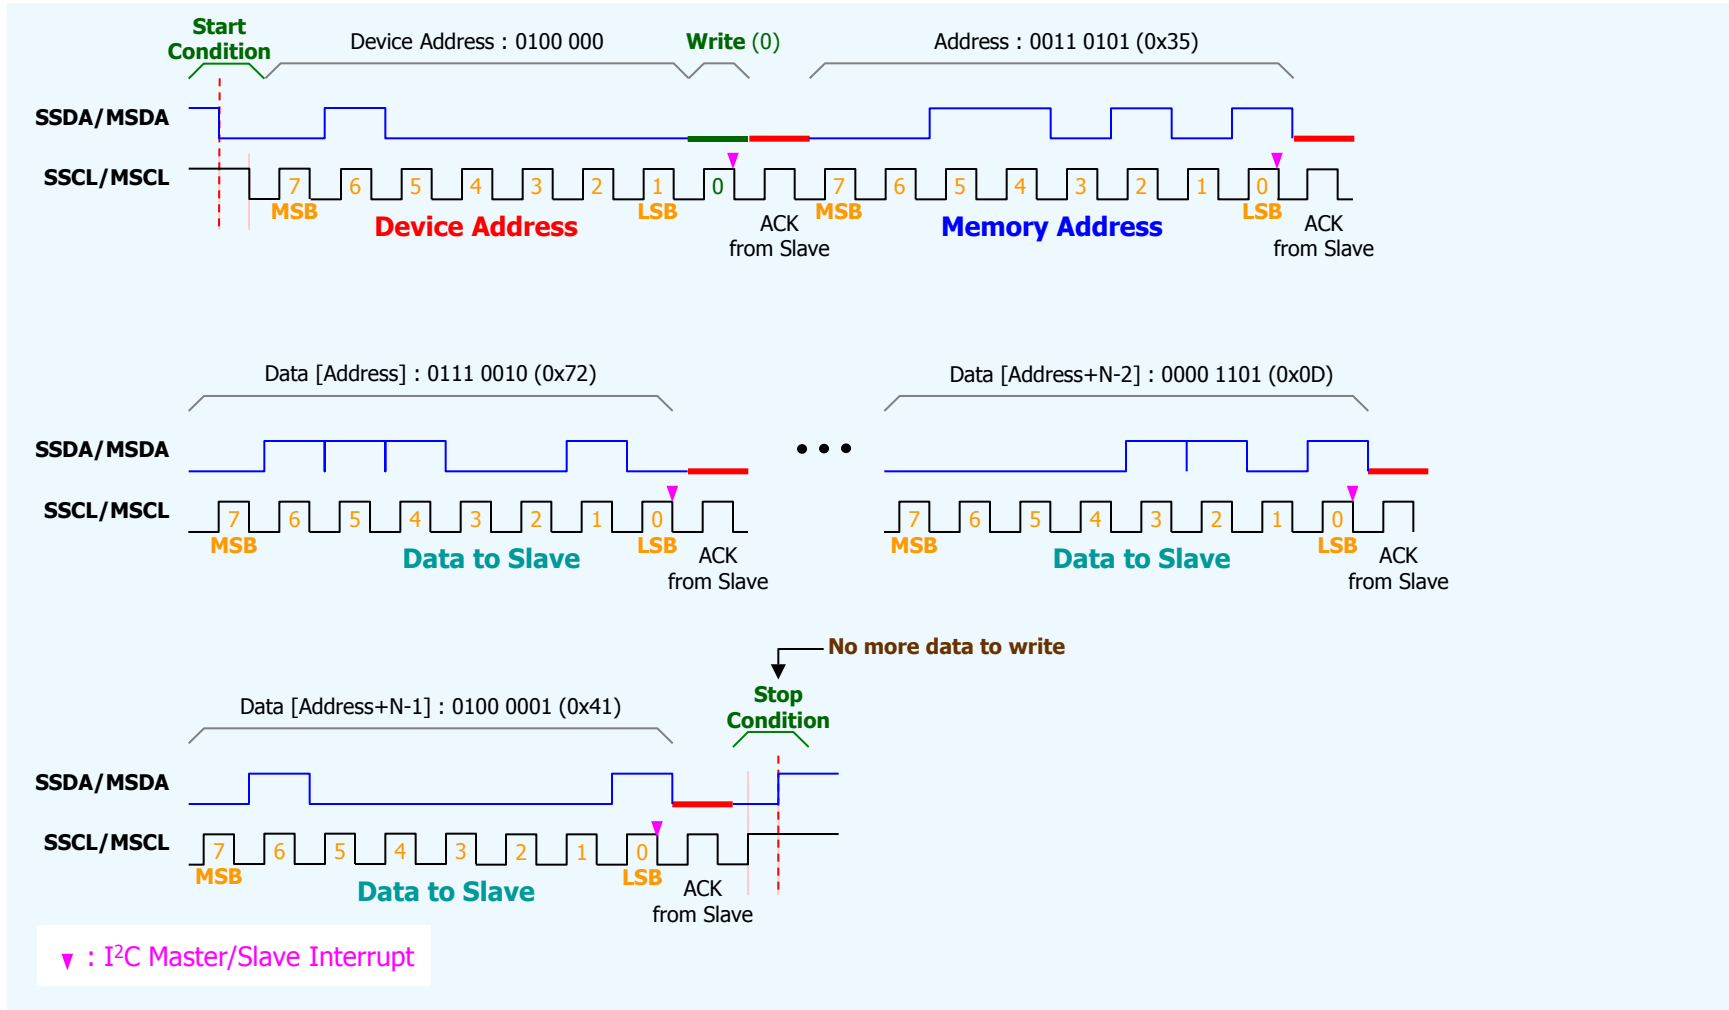 Start
Condition
Device Address : 0100 000
Write (0)
Address : 0011 0101 (0x35)
SSDA/MSDA
SSCL/MSCL
7 6 5 4 3 2 1 0 7 6 5 4 3 2 1 0
MSB LSB MSB LSB
Device Address
ACK
from Slave
Memory Address
ACK
from Slave
Data [Address] : 0111 0010 (0x72)
Data [Address+N-2] : 0000 1101 (0x0D)
SSDA/MSDA
• • •
SSCL/MSCL
7 6 5 4 3 2 1 0 7 6 5 4 3 2 1 0
MSB LSB MSB LSB
Data to Slave
ACK
from Slave
Data to Slave
ACK
from Slave
No more data to write
Stop
Condition
Data [Address+N-1] : 0100 0001 (0x41)
SSDA/MSDA
SSCL/MSCL
7 6 5 4 3 2 1 0
MSB LSB
Data to Slave
ACK
from Slave
: I²C Master/Slave Interrupt